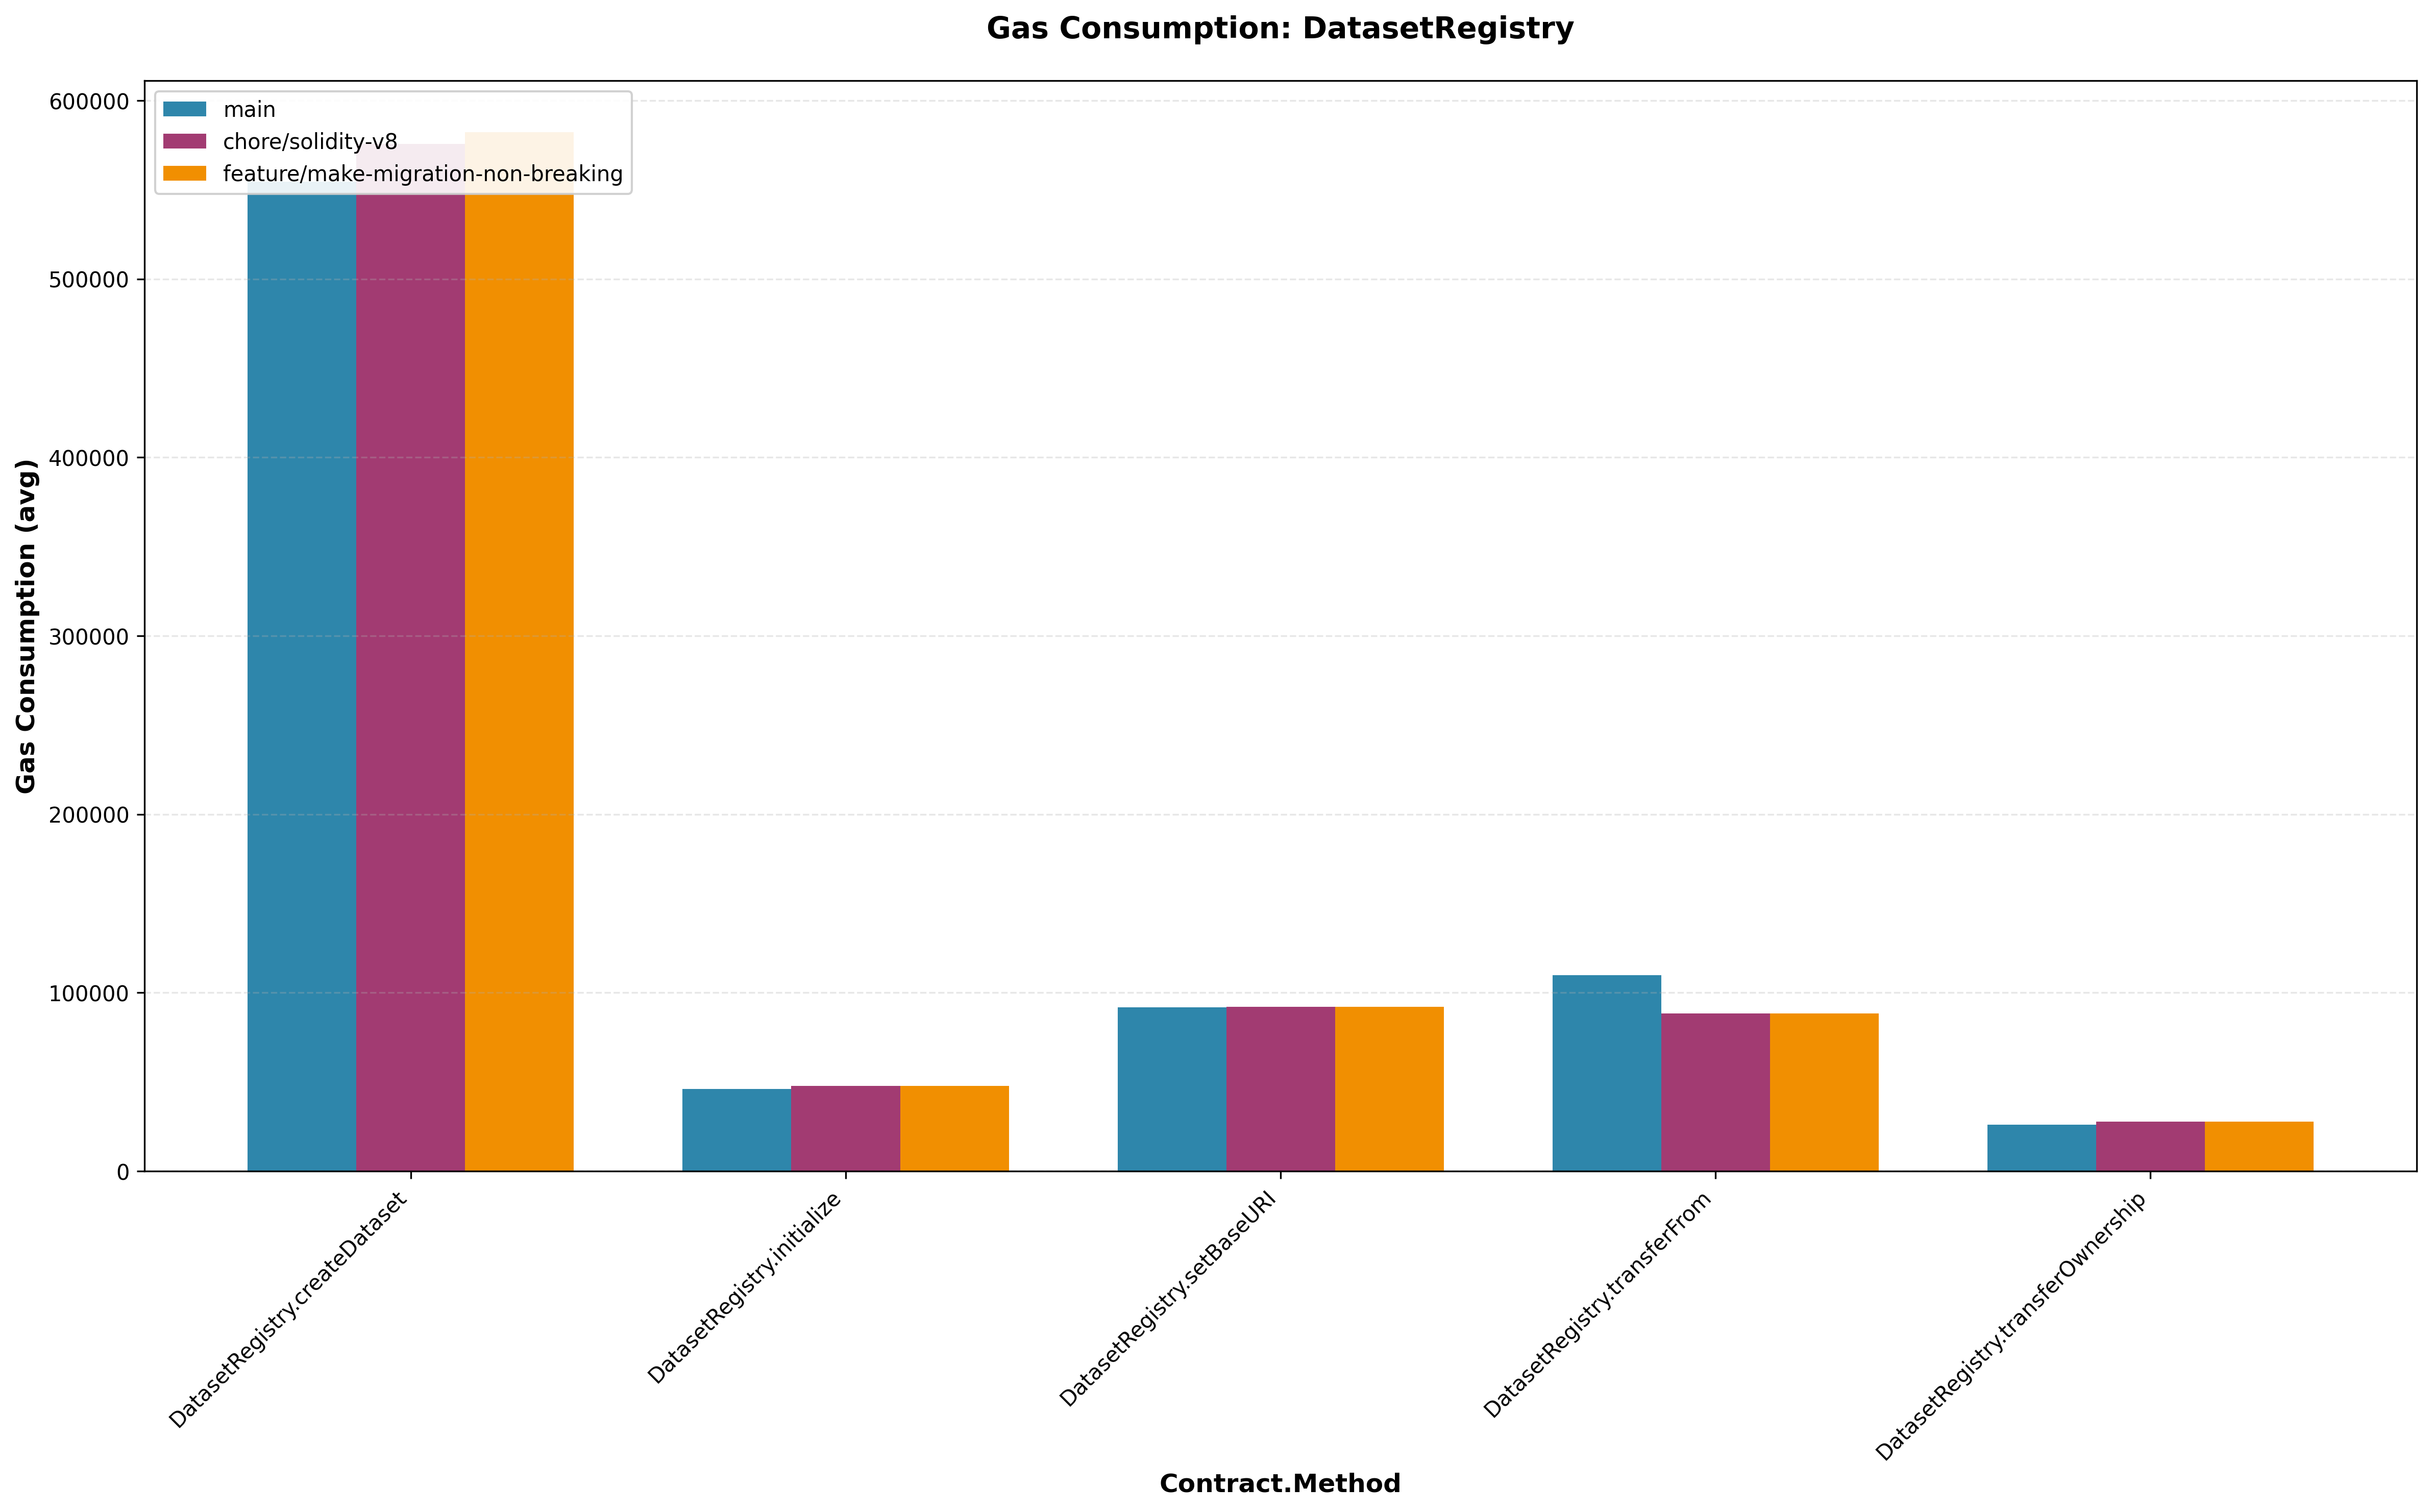 Gas Consumption: DatasetRegistry
main
chore/solidity-v8
feature/make-migration-non-breaking
Gas Consumption (avg)
600000
500000
400000
300000
200000
100000
0
DatasetRegistry.createDataset
DatasetRegistry.initialize
DatasetRegistry.setBaseURI
DatasetRegistry.transferFrom
DatasetRegistry.transferOwnership
Contract.Method